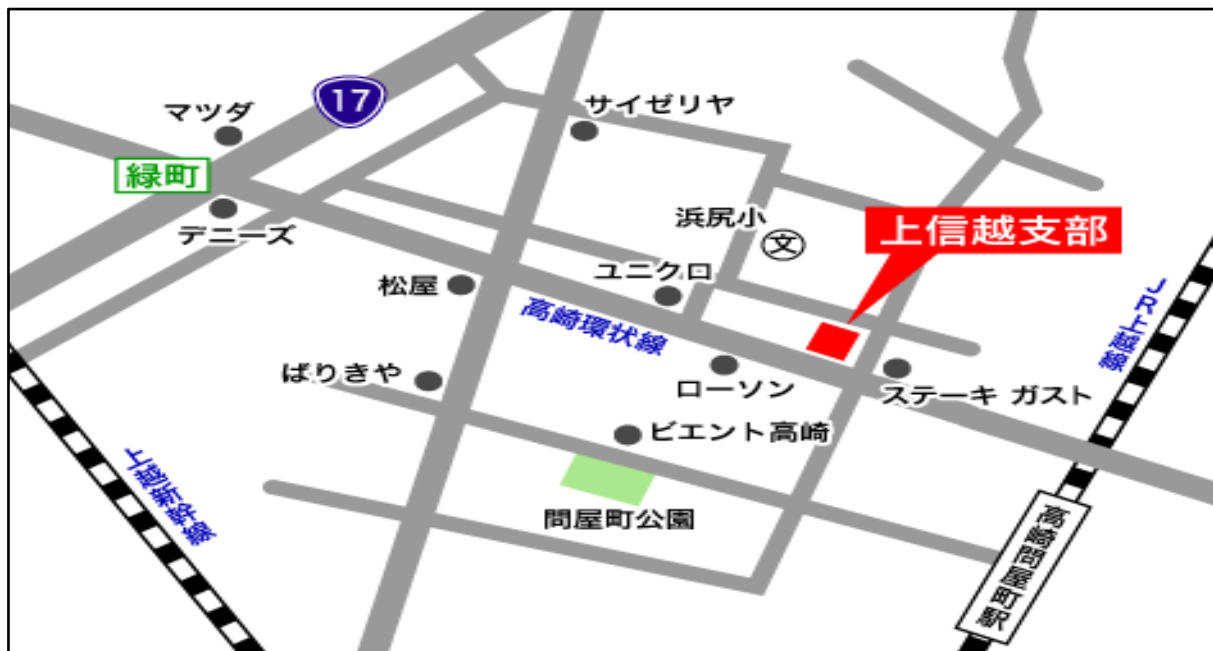 17
マツダ
サイゼリヤ
緑町
デニーズ
浜尻小
文
上信越支部
松屋
ユニクロ
高崎環状線
JR上越線
ばりきや
ローソン
ステーキ ガスト
ビエント高崎
上越新幹線
問屋町公園
高崎問屋町駅